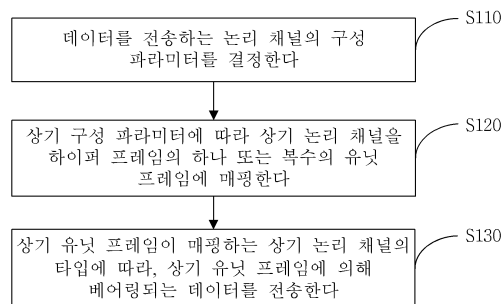 S110
데이터를 전송하는 논리 채널의 구성
파라미터를 결정한다
S120
상기 구성 파라미터에 따라 상기 논리 채널을
하이퍼 프레임의 하나 또는 복수의 유닛
프레임에 매핑한다
S130
상기 유닛 프레임이 매핑하는 상기 논리 채널의
타입에 따라, 상기 유닛 프레임에 의해
베어링되는 데이터를 전송한다